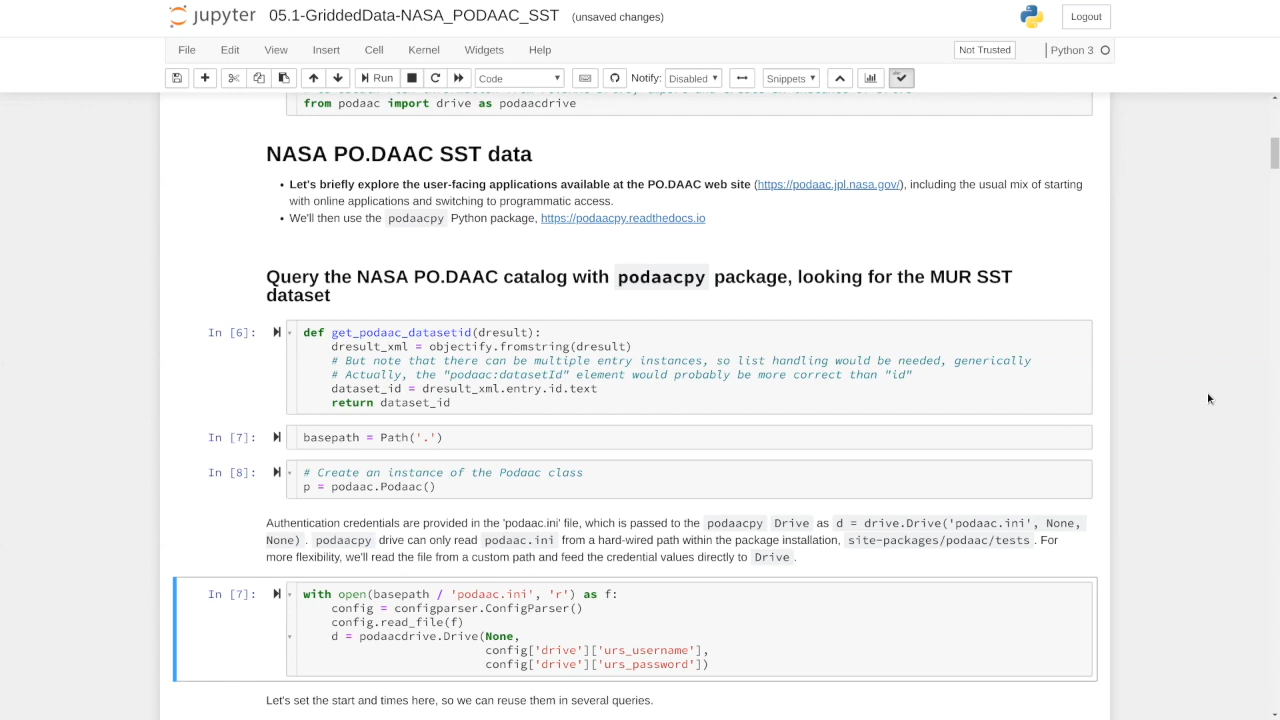 jupyter 05.1-GriddedData-NASA_PODAAC_SST (unsaved changes)
Logout
File Edit View Insert Cell Kernel Widgets Help Not Trusted Python 3
Run Code Notify: Disabled Snippets
from podaac import drive as podaacdrive
NASA PO.DAAC SST data
• Let's briefly explore the user-facing applications available at the PO.DAAC web site (https://podaac.jpl.nasa.gov/), including the usual mix of starting
with online applications and switching to programmatic access.
• We'll then use the podaacpy Python package, https://podaacpy.readthedocs.io
Query the NASA PO.DAAC catalog with podaacpy package, looking for the MUR SST
dataset
In [6]: def get_podaac_datasetid(dresult):
dresult_xml = objectify.fromstring(dresult)
# But note that there can be multiple entry instances, so list handling would be needed, generically
# Actually, the "podaac:datasetId" element would probably be more correct than "id"
dataset_id = dresult_xml.entry.id.text
return dataset_id
In [7]: basepath = Path('.')
In [8]: # Create an instance of the Podaac class
p = podaac.Podaac()
Authentication credentials are provided in the 'podaac.ini' file, which is passed to the podaacpy Drive as d = drive.Drive('podaac.ini', None,
None) . podaacpy drive can only read podaac.ini from a hard-wired path within the package installation, site-packages/podaac/tests . For
more flexibility, we'll read the file from a custom path and feed the credential values directly to Drive .
In [7]: with open(basepath / 'podaac.ini', 'r') as f:
config = configparser.ConfigParser()
config.read_file(f)
d = podaacdrive.Drive(None,
config['drive']['urs_username'],
config['drive']['urs_password'])
Let's set the start and times here, so we can reuse them in several queries.